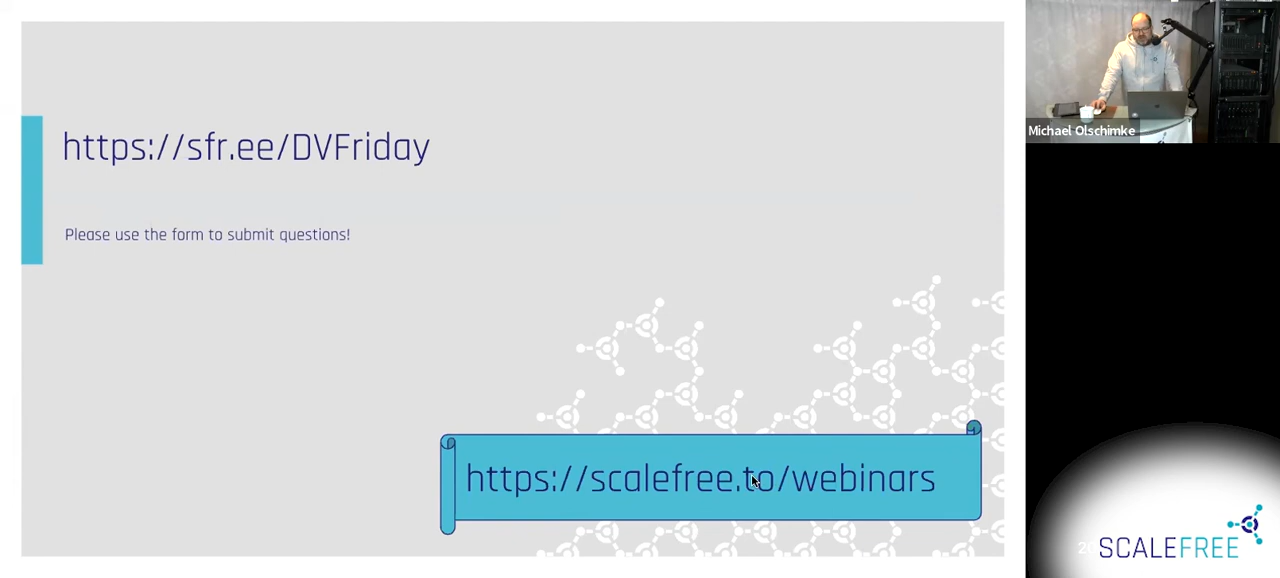 https://sfr.ee/DVFriday
Please use the form to submit questions!
https://scalefree.to/webinars
Michael Olschimke
SCALEFREE